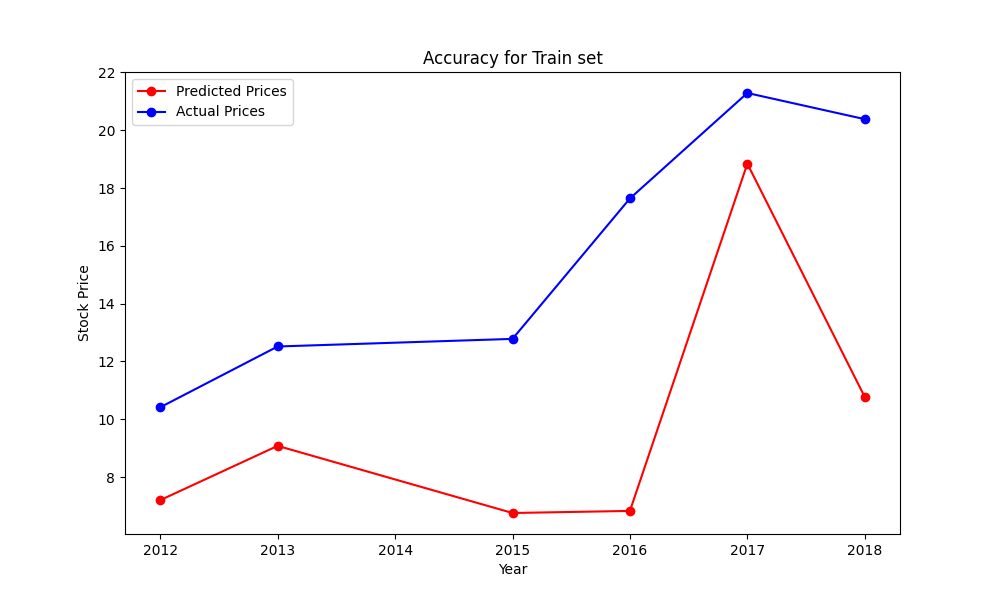 Accuracy for Train set
Predicted Prices
Actual Prices
Stock Price
22
20
18
16
14
12
10
8
2012 2013 2014 2015 2016 2017 2018
Year